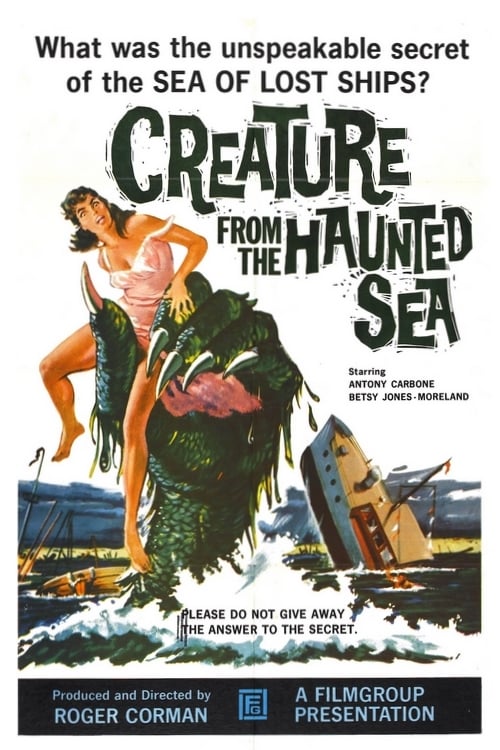 What was the unspeakable secret
of the SEA OF LOST SHIPS?
CREATURE
FROM
THE HAUNTED
SEA
Starring
ANTONY CARBONE
BETSY JONES-MORELAND
PLEASE DO NOT GIVE AWAY
THE ANSWER TO THE SECRET.
Produced and Directed by
ROGER CORMAN
FG
A FILMGROUP
PRESENTATION